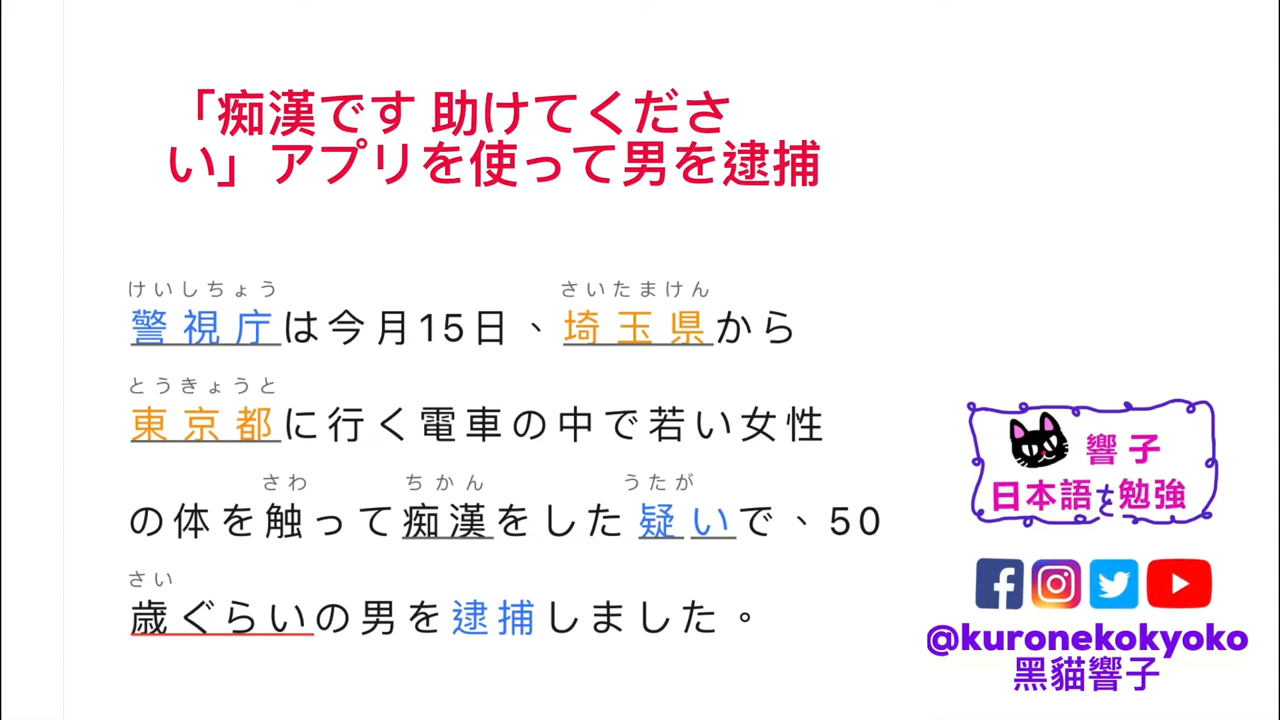 「痴漢です 助けてくださ
い」アプリを使って男を逮捕
けいしちょう さいたまけん
警視庁は今月15日、埼玉県から
とうきょうと
東京都に行く電車の中で若い女性
さわ ちかん うたが
の体を触って痴漢をした疑いで、50
さい
歳ぐらいの男を逮捕しました。
響子
日本語を勉強
@kuronekokyoko
黑貓響子